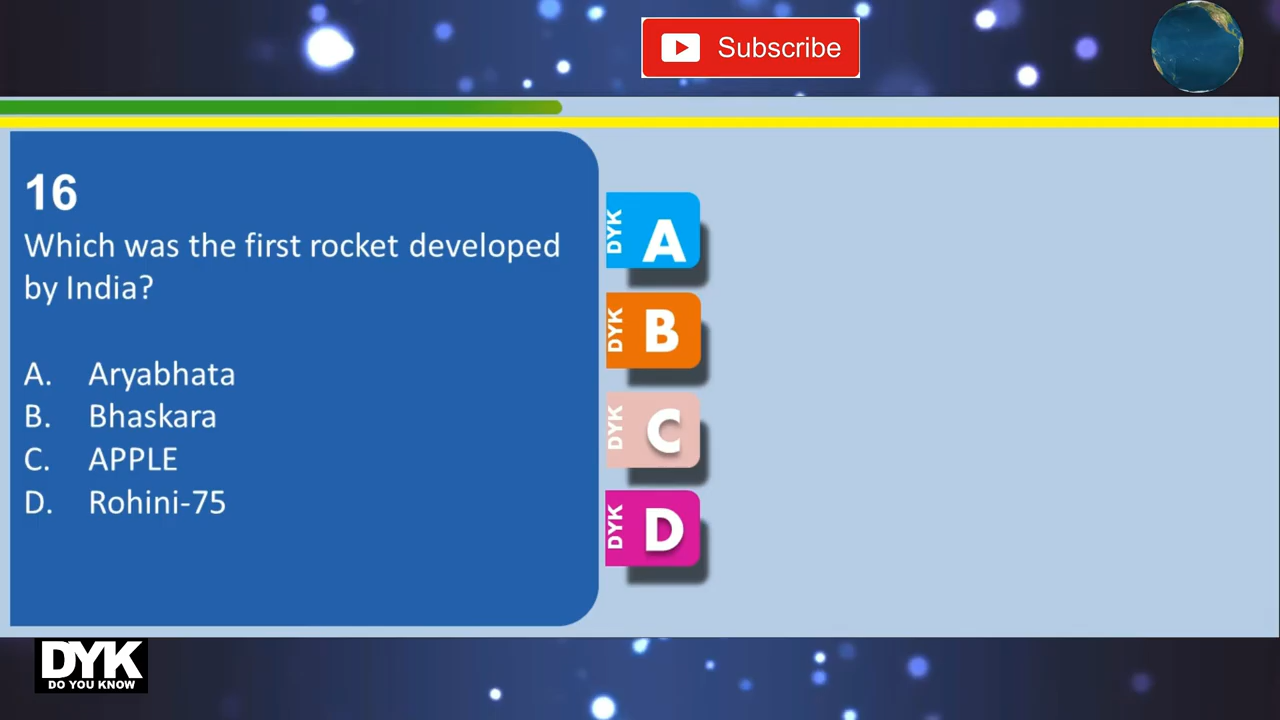 Subscribe
16
Which was the first rocket developed
by India?
A. Aryabhata
B. Bhaskara
C. APPLE
D. Rohini-75
DYK A
DYK B
DYK C
DYK D
DYK
DO YOU KNOW